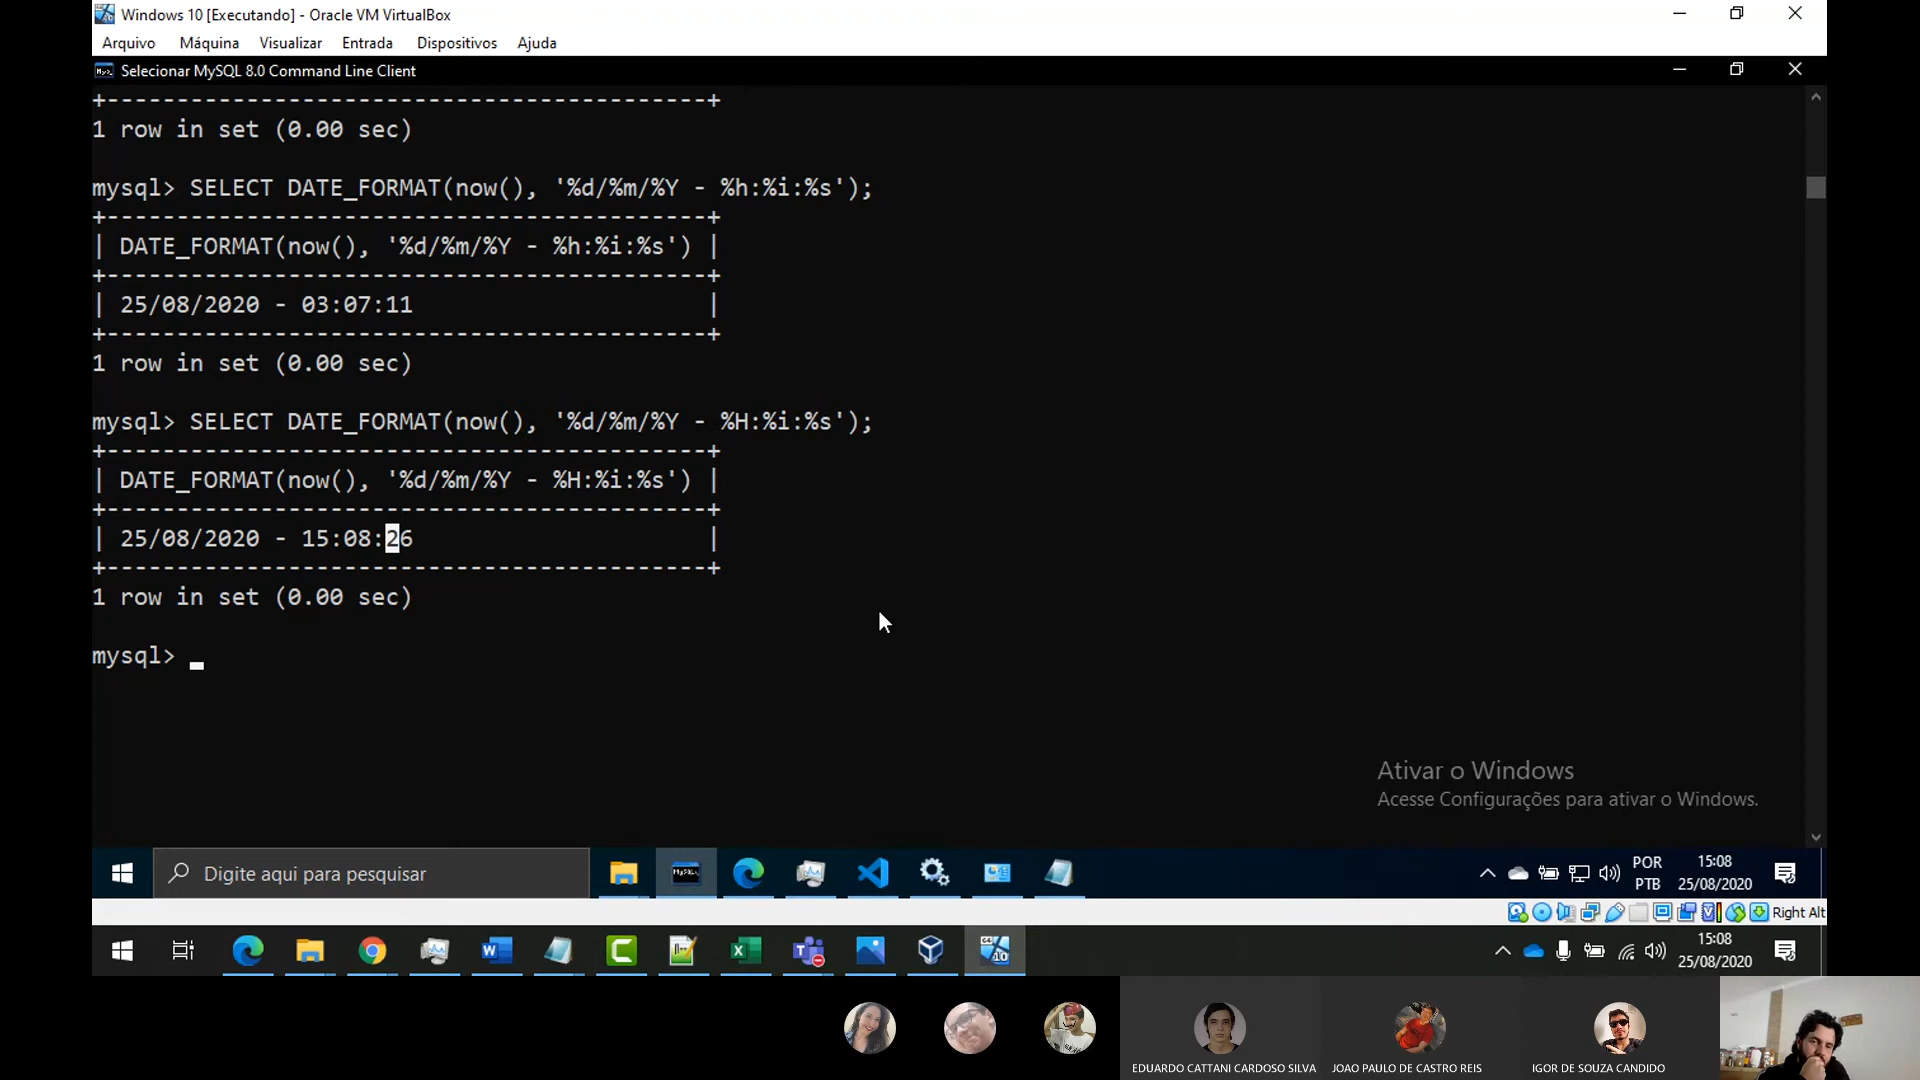 Windows 10 [Executando] - Oracle VM VirtualBox
Arquivo Máquina Visualizar Entrada Dispositivos Ajuda
Selecionar MySQL 8.0 Command Line Client
+--------------------------------------------+
1 row in set (0.00 sec)
mysql> SELECT DATE_FORMAT(now(), '%d/%m/%Y - %h:%i:%s');
+--------------------------------------------+
| DATE_FORMAT(now(), '%d/%m/%Y - %h:%i:%s') |
+--------------------------------------------+
| 25/08/2020 - 03:07:11 |
+--------------------------------------------+
1 row in set (0.00 sec)
mysql> SELECT DATE_FORMAT(now(), '%d/%m/%Y - %H:%i:%s');
+--------------------------------------------+
| DATE_FORMAT(now(), '%d/%m/%Y - %H:%i:%s') |
+--------------------------------------------+
| 25/08/2020 - 15:08:26 |
+--------------------------------------------+
1 row in set (0.00 sec)
mysql>
Ativar o Windows
Acesse Configurações para ativar o Windows.
Digite aqui para pesquisar
POR
PTB
15:08
25/08/2020
Right Alt
15:08
25/08/2020
EDUARDO CATTANI CARDOSO SILVA
JOAO PAULO DE CASTRO REIS
IGOR DE SOUZA CANDIDO